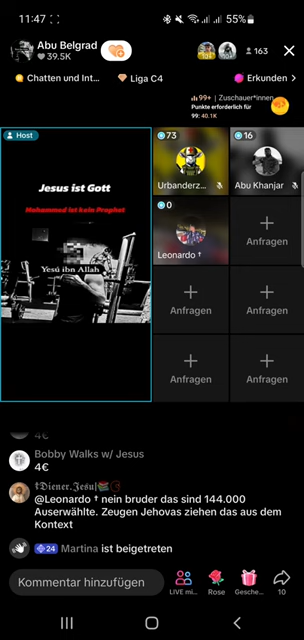 11:47
55%
Abu Belgrad
39.5K
163
Chatten und Int...
Liga C4
Erkunden >
99+ | Zuschauer*innen
Punkte erforderlich für
99: 40.1K
Host
73
16
Jesus ist Gott
Mohammed ist kein Prophet
Yesú ibn Allah
Urbanderz...
Abu Khanjar
0
Leonardo †
Anfragen
Anfragen
Anfragen
Anfragen
Anfragen
Anfragen
4€
Bobby Walks w/ Jesus
4€
Diener.Jesu
@Leonardo † nein bruder das sind 144.000
Auserwählte. Zeugen Jehovas ziehen das aus dem
Kontext
24 Martina ist beigetreten
Kommentar hinzufügen
LIVE mi...
Rose
Gesche...
10